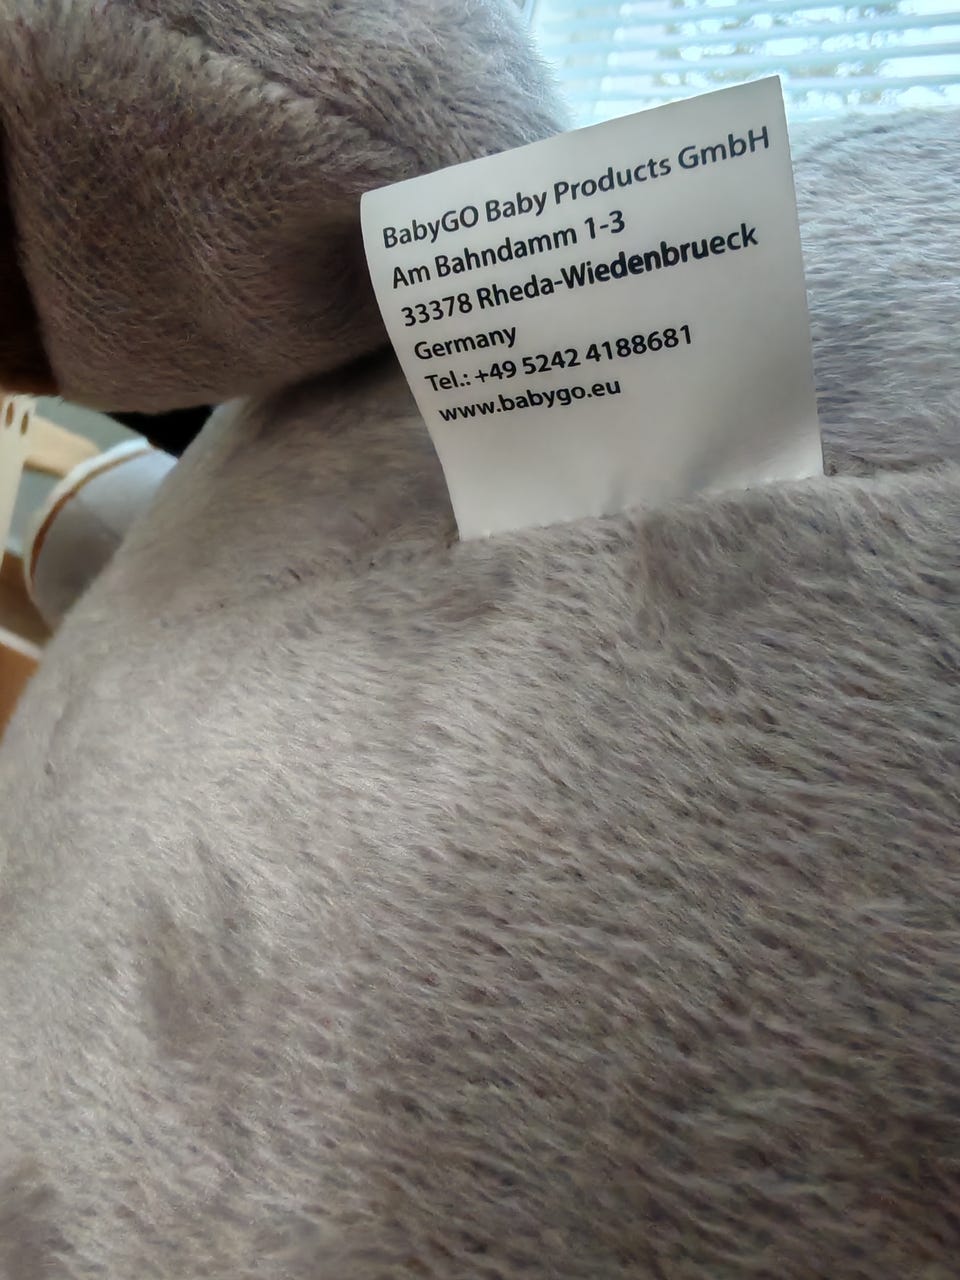 BabyGO Baby Products GmbH
Am Bahndamm 1-3
33378 Rheda-Wiedenbrueck
Germany
Tel.: +49 5242 4188681
www.babygo.eu